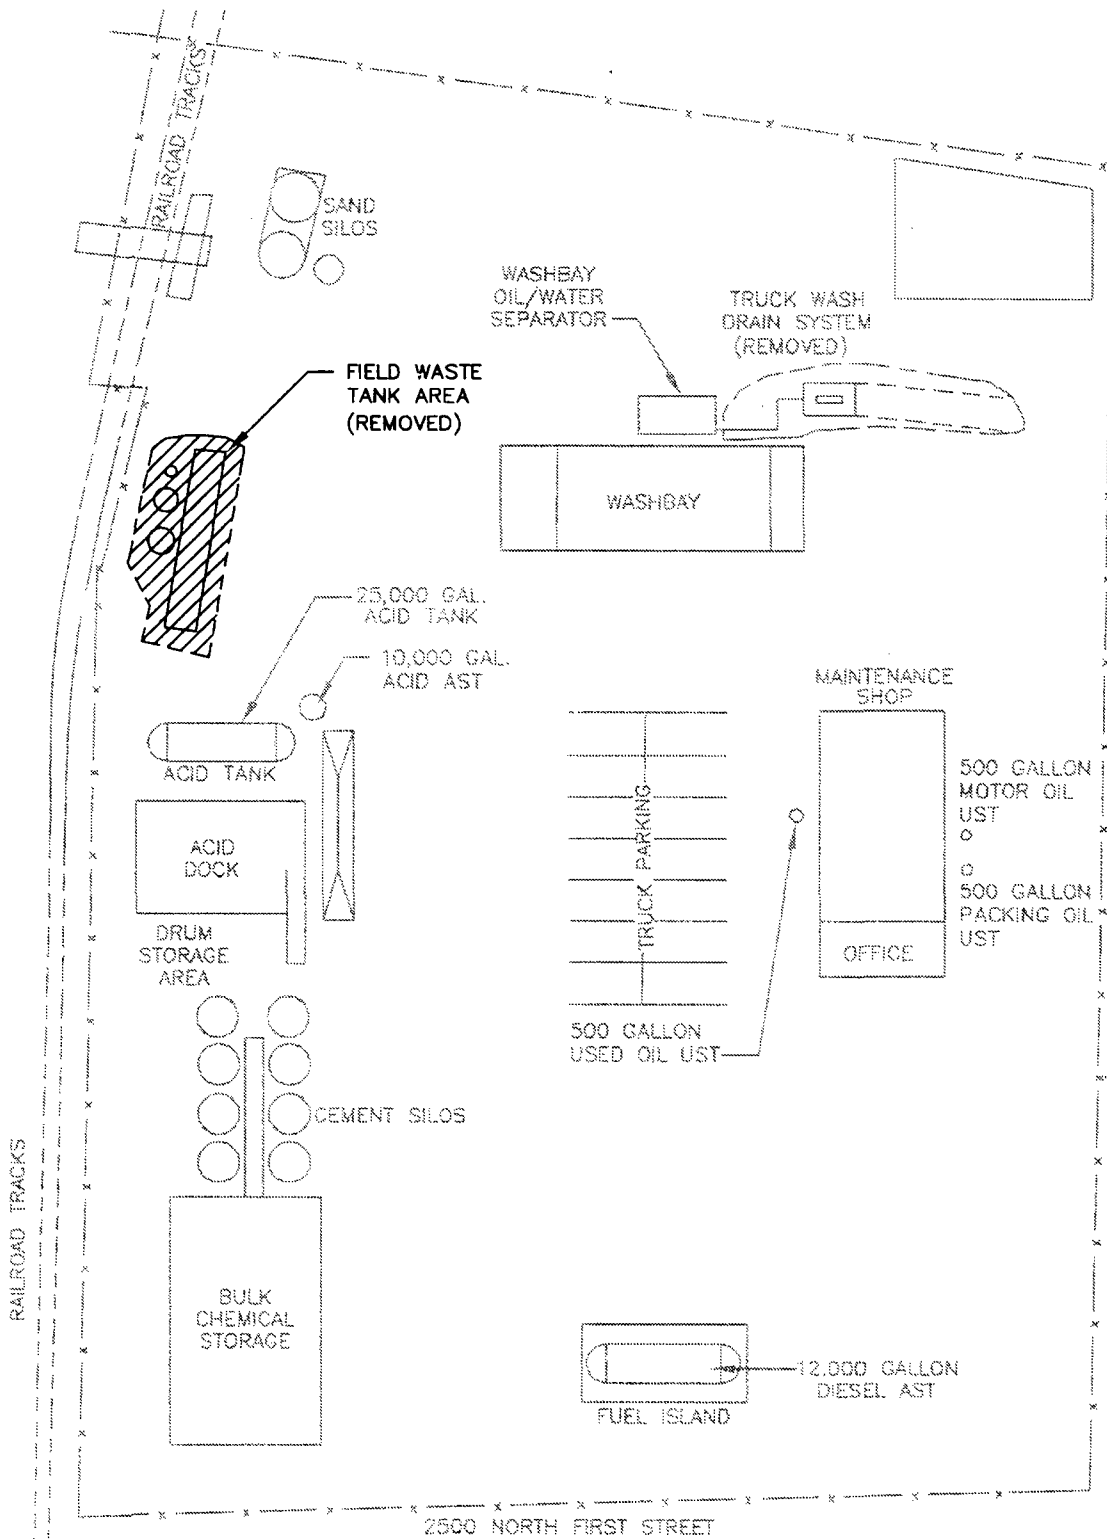 RAILROAD TRACKS
SAND
SILOS
WASHBAY
OIL/WATER
SEPARATOR
TRUCK WASH
DRAIN SYSTEM
(REMOVED)
FIELD WASTE
TANK AREA
(REMOVED)
WASHBAY
25,000 GAL.
ACID TANK
10,000 GAL.
ACID AST
MAINTENANCE
SHOP
ACID TANK
500 GALLON
MOTOR OIL
UST
TRUCK PARKING
ACID
DOCK
500 GALLON
PACKING OIL
UST
DRUM
STORAGE
AREA
OFFICE
500 GALLON
USED OIL UST
CEMENT SILOS
RAILROAD TRACKS
BULK
CHEMICAL
STORAGE
12,000 GALLON
DIESEL AST
FUEL ISLAND
2500 NORTH FIRST STREET